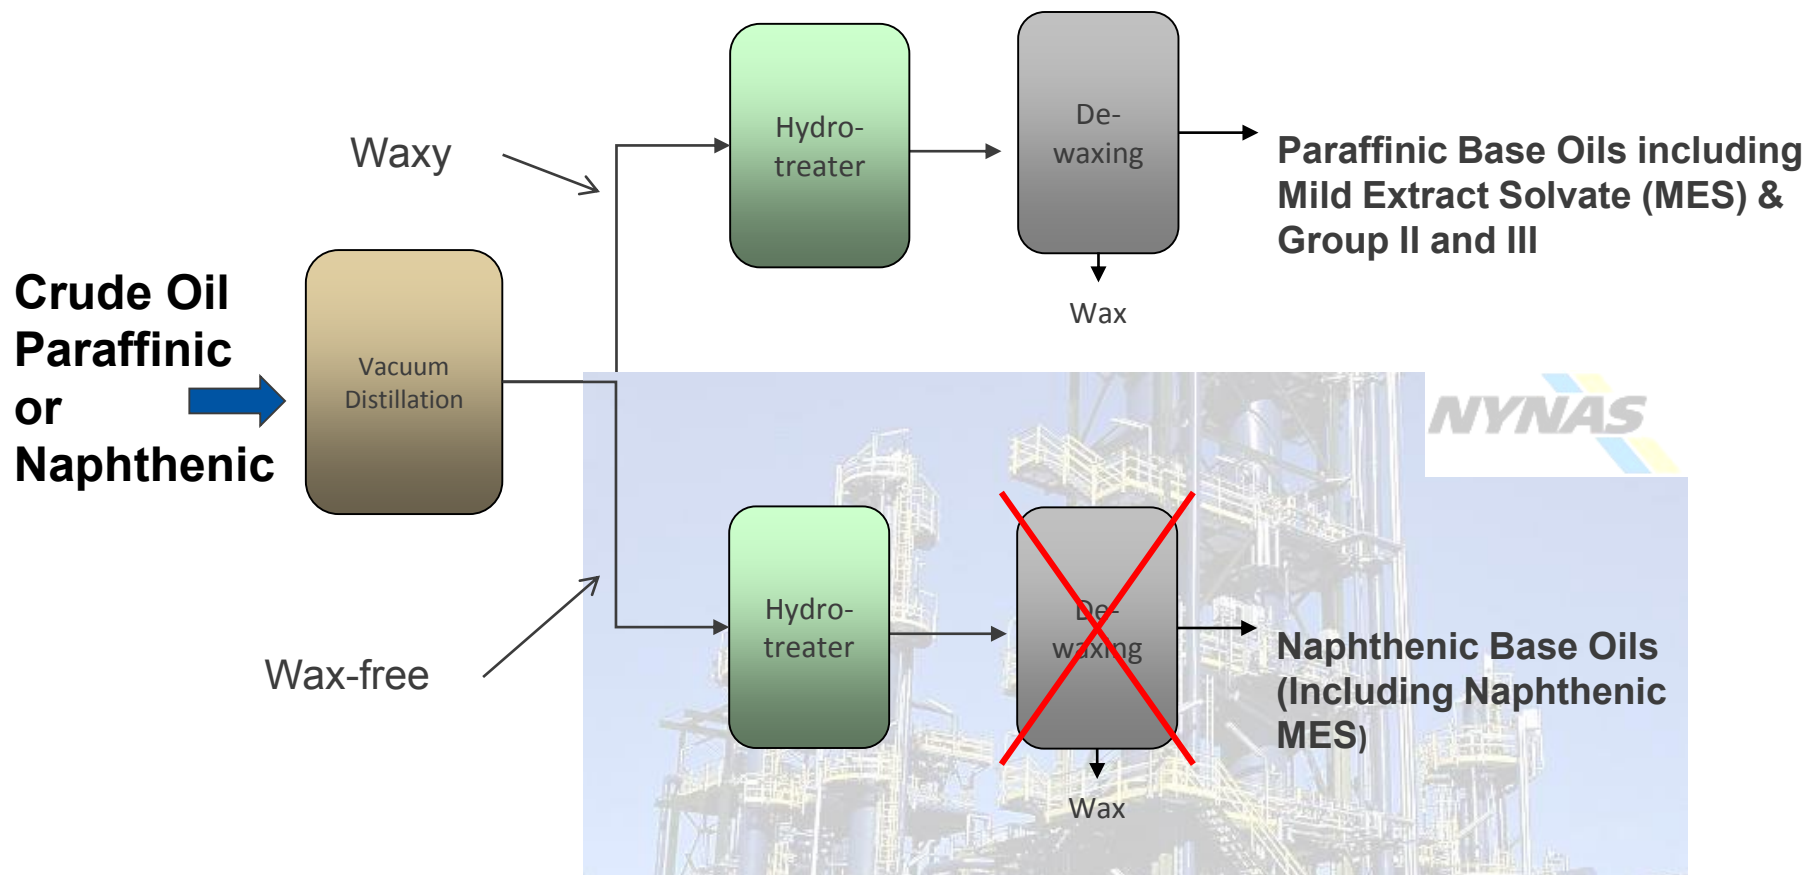 Crude Oil
Paraffinic
or
Naphthenic
Vacuum
Distillation
Waxy
Hydro-
treater
De-
waxing
Wax
Paraffinic Base Oils including
Mild Extract Solvate (MES) &
Group II and III
NYNAS
Wax-free
Hydro-
treater
De-
waxing
Wax
Naphthenic Base Oils
(Including Naphthenic
MES)